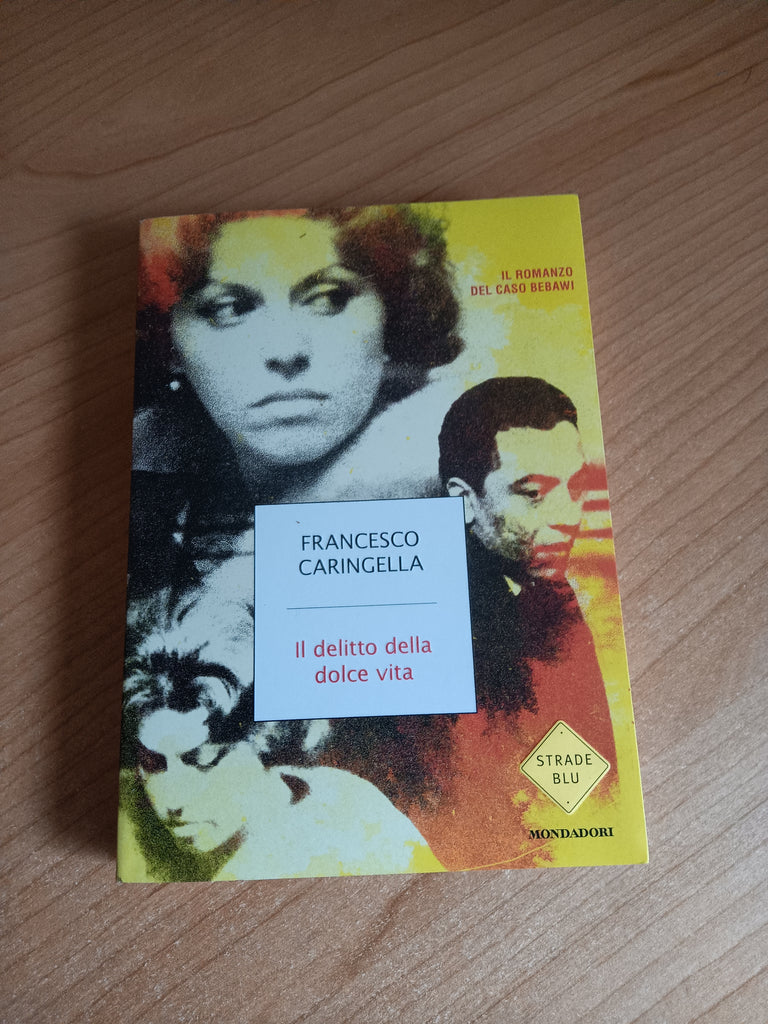 IL ROMANZO
DEL CASO BEBAWI
FRANCESCO
CARINGELLA
Il delitto della
dolce vita
STRADE
BLU
MONDADORI